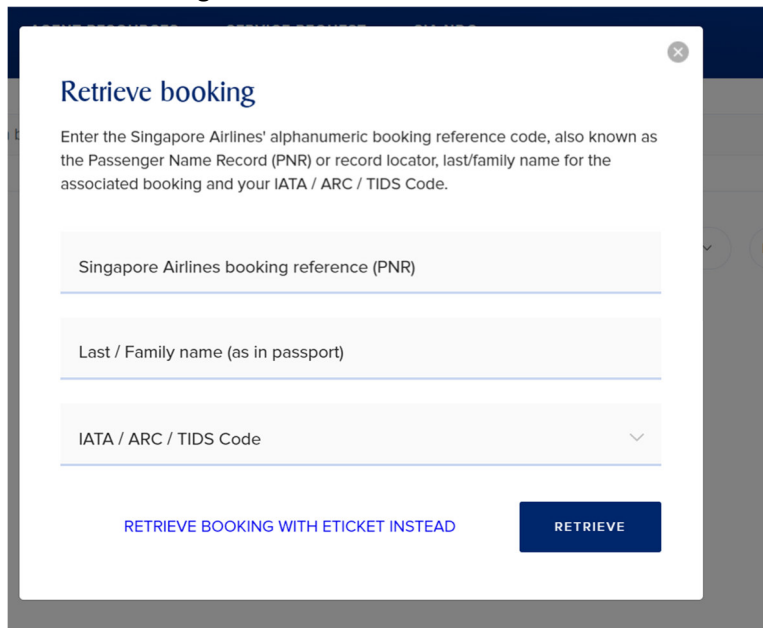 Retrieve booking
Enter the Singapore Airlines' alphanumeric booking reference code, also known as
the Passenger Name Record (PNR) or record locator, last/family name for the
associated booking and your IATA / ARC / TIDS Code.
Singapore Airlines booking reference (PNR)
Last / Family name (as in passport)
IATA / ARC / TIDS Code
RETRIEVE BOOKING WITH ETICKET INSTEAD
RETRIEVE